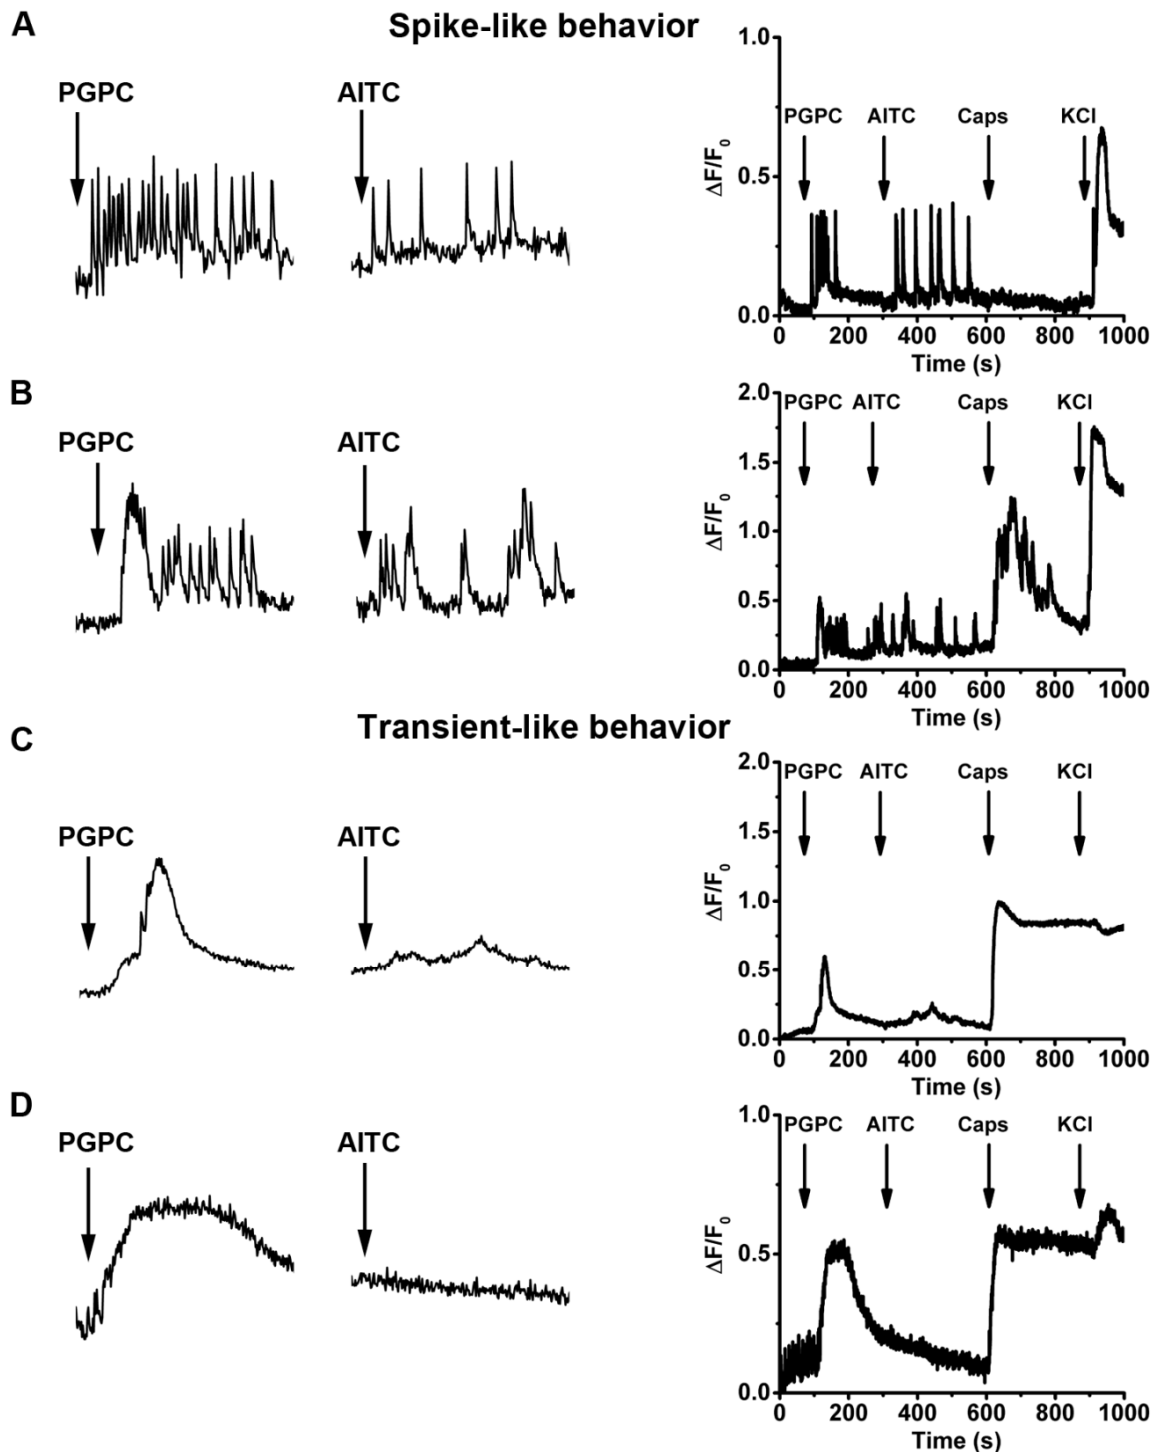 A
Spike-like behavior
PGPC
AITC
1.0
PGPC AITC Caps KCl
0.5
ΔF/F0
0.0
0 200 400 600 800 1000
Time (s)
B
PGPC
AITC
2.0
PGPC AITC Caps KCl
1.5
1.0
ΔF/F0
0.5
0.0
0 200 400 600 800 1000
Time (s)
C
Transient-like behavior
PGPC
AITC
2.0
PGPC AITC Caps KCl
1.5
1.0
ΔF/F0
0.5
0.0
0 200 400 600 800 1000
Time (s)
D
PGPC
AITC
1.0
PGPC AITC Caps KCl
0.5
ΔF/F0
0.0
0 200 400 600 800 1000
Time (s)